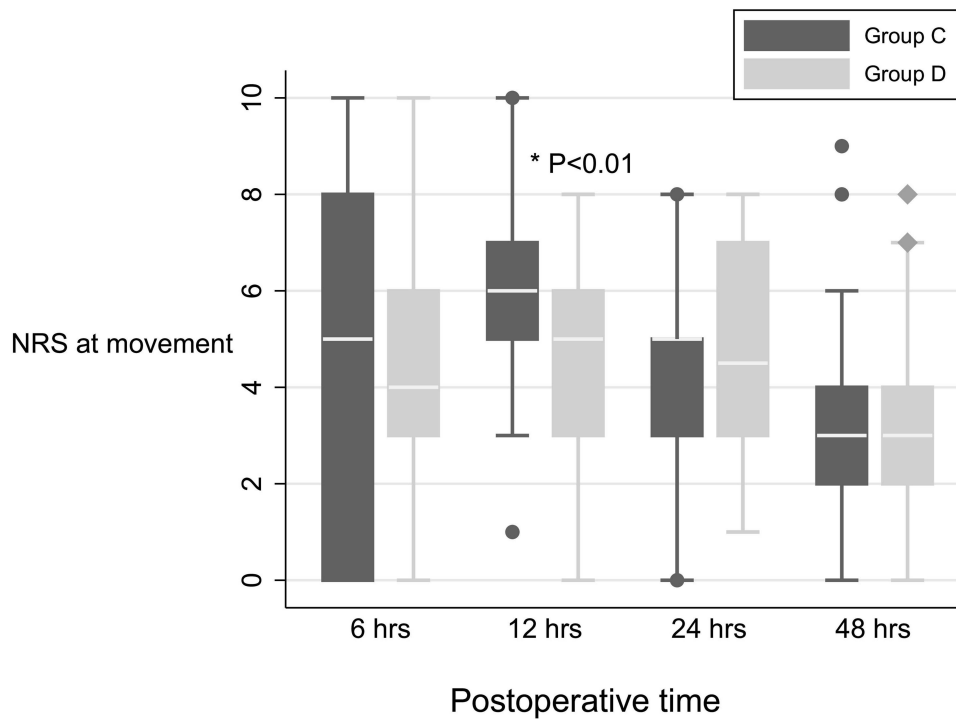 Group C
Group D
10
* P<0.01
8
6
NRS at movement
4
2
0
6 hrs 12 hrs 24 hrs 48 hrs
Postoperative time